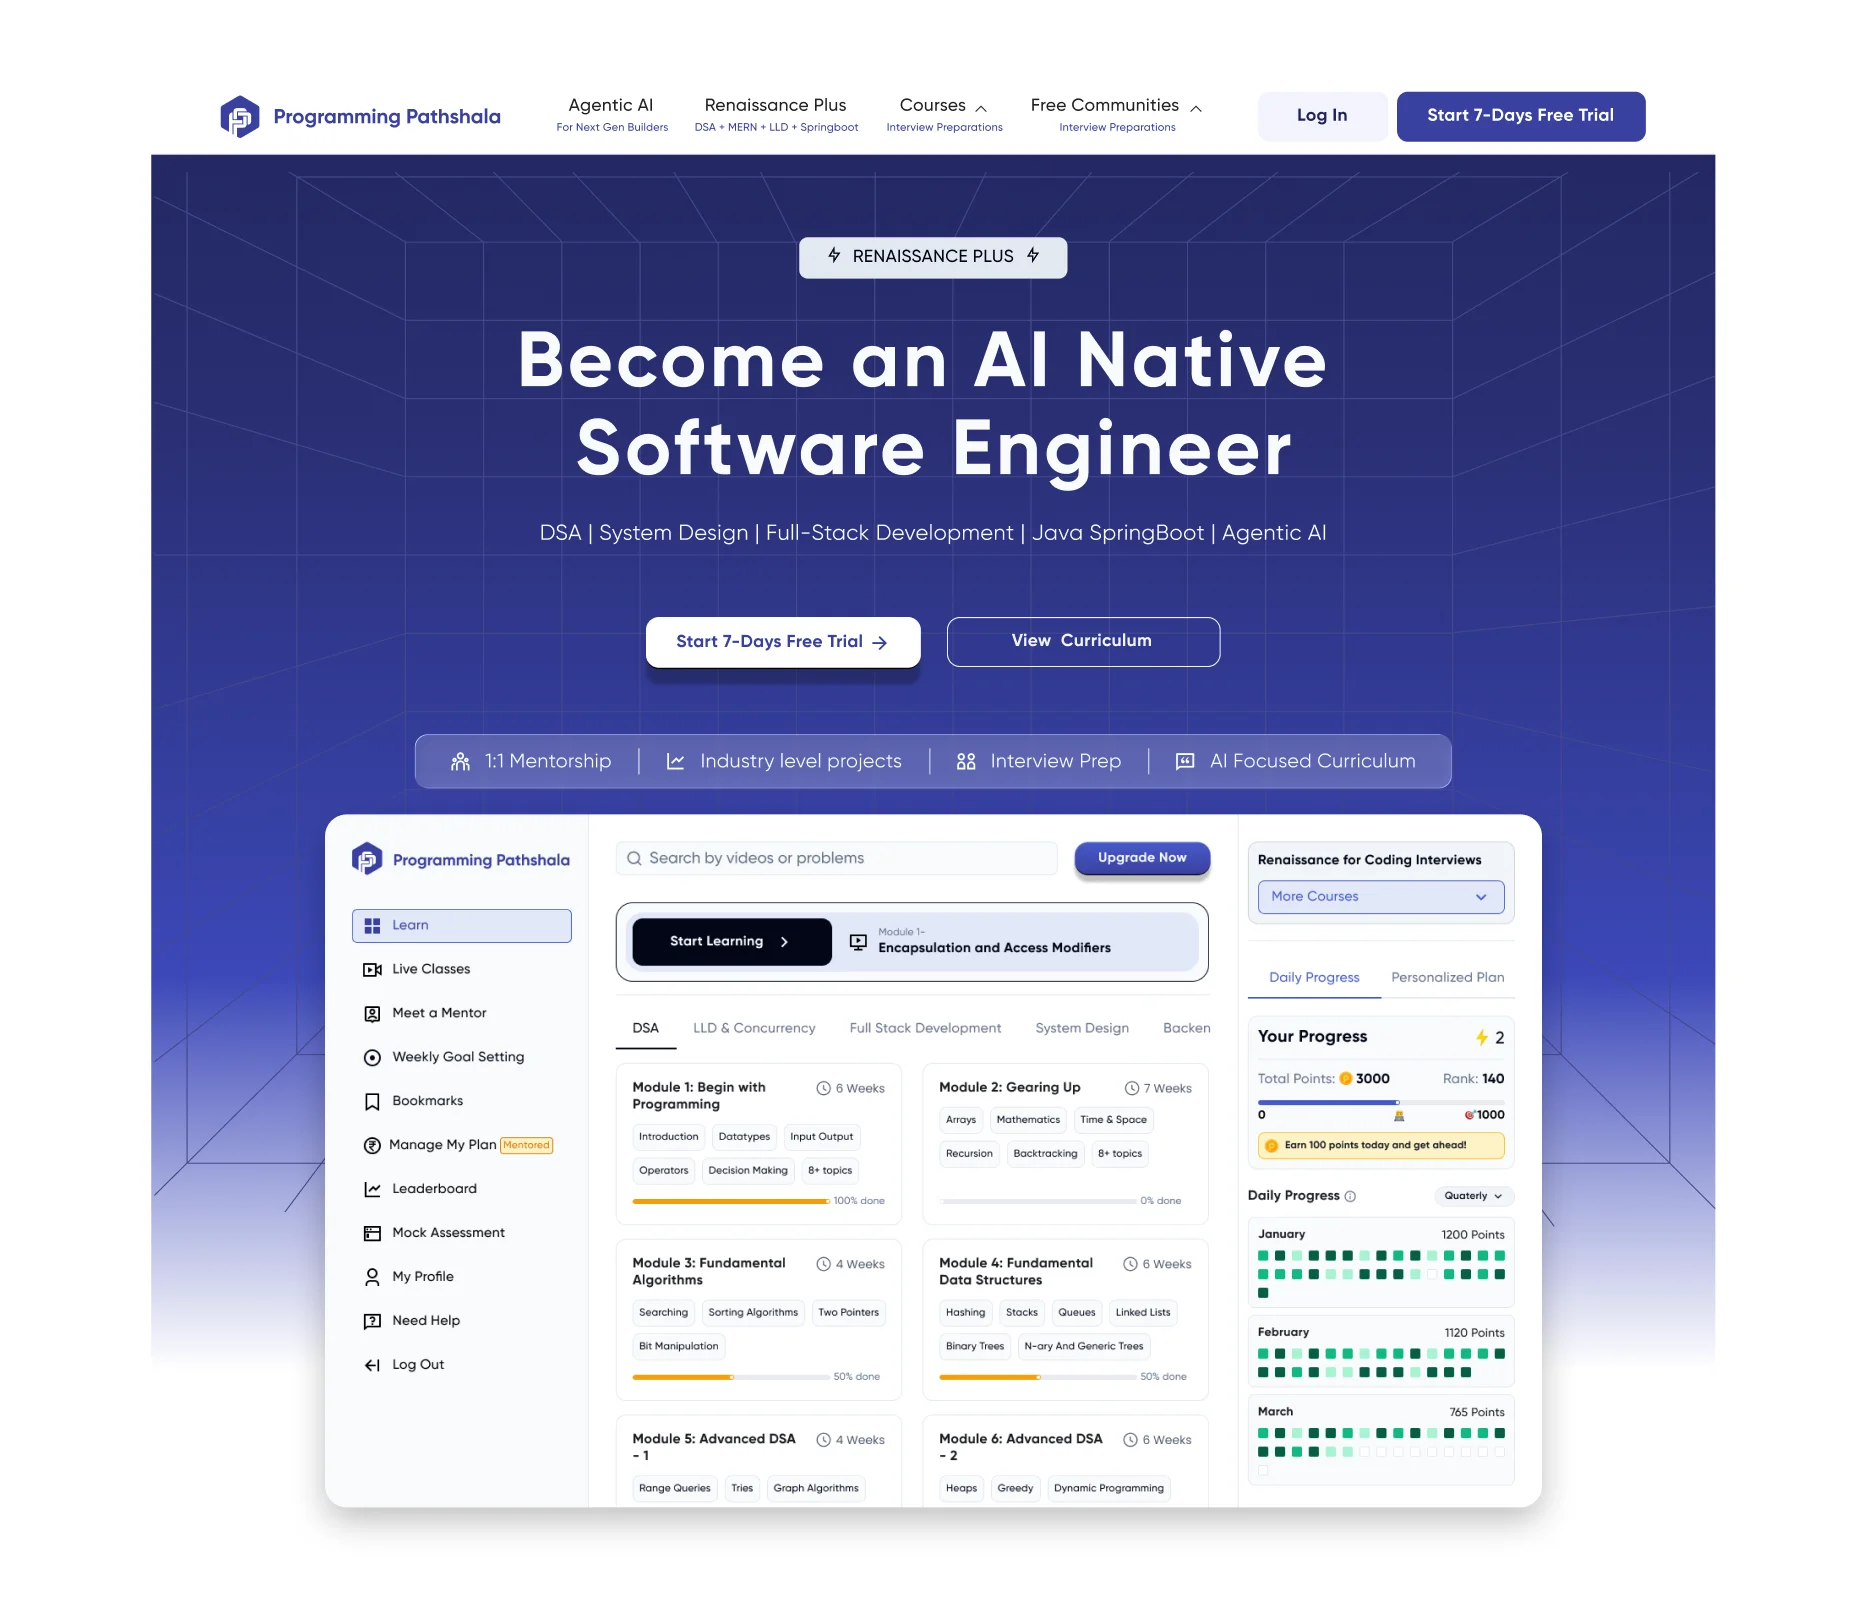 Programming Pathshala
Agentic AI
For Next Gen Builders
Renaissance Plus
DSA + MERN + LLD + Springboot
Courses
Interview Preparations
Free Communities
Interview Preparations
Log In
Start 7-Days Free Trial
RENAISSANCE PLUS
Become an AI Native
Software Engineer
DSA | System Design | Full-Stack Development | Java SpringBoot | Agentic AI
Start 7-Days Free Trial
View Curriculum
1:1 Mentorship
Industry level projects
Interview Prep
AI Focused Curriculum
Programming Pathshala
Learn
Live Classes
Meet a Mentor
Weekly Goal Setting
Bookmarks
Manage My Plan Mentored
Leaderboard
Mock Assessment
My Profile
Need Help
Log Out
Search by videos or problems
Upgrade Now
Start Learning
Module 1-
Encapsulation and Access Modifiers
DSA
LLD & Concurrency
Full Stack Development
System Design
Backen
Module 1: Begin with
Programming
6 Weeks
Introduction
Datatypes
Input Output
Operators
Decision Making
8+ topics
100% done
Module 2: Gearing Up
7 Weeks
Arrays
Mathematics
Time & Space
Recursion
Backtracking
8+ topics
0% done
Module 3: Fundamental
Algorithms
4 Weeks
Searching
Sorting Algorithms
Two Pointers
Bit Manipulation
50% done
Module 4: Fundamental
Data Structures
6 Weeks
Hashing
Stacks
Queues
Linked Lists
Binary Trees
N-ary And Generic Trees
50% done
Module 5: Advanced DSA
- 1
4 Weeks
Range Queries
Tries
Graph Algorithms
Module 6: Advanced DSA
- 2
6 Weeks
Heaps
Greedy
Dynamic Programming
Renaissance for Coding Interviews
More Courses
Daily Progress
Personalized Plan
Your Progress
2
Total Points: 3000
Rank: 140
0
1000
Earn 100 points today and get ahead!
Daily Progress
Quaterly
January
1200 Points
February
1120 Points
March
765 Points